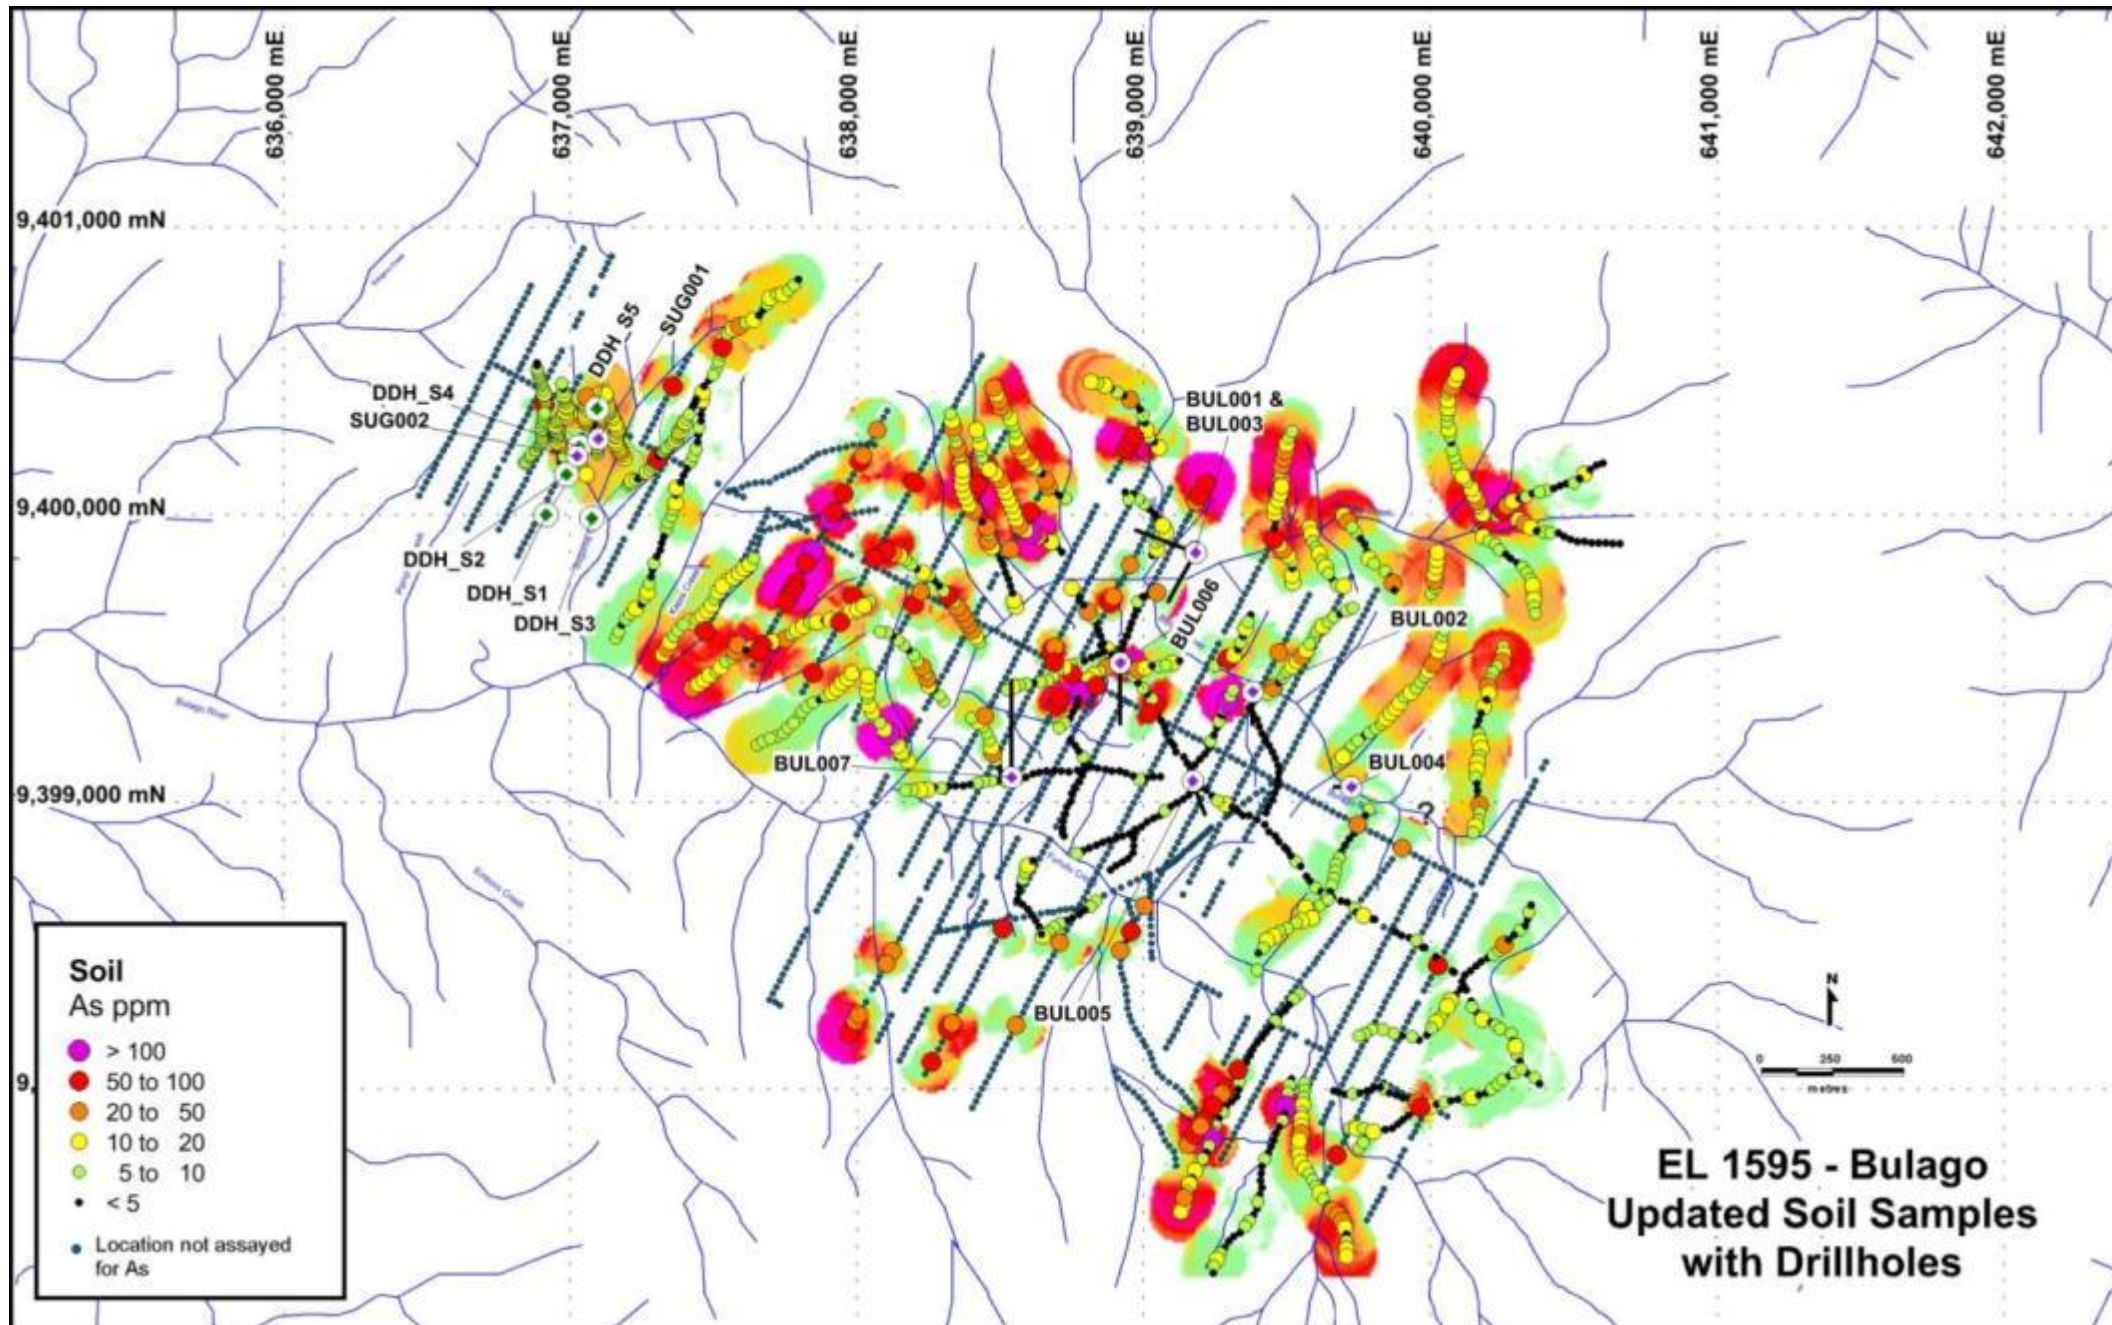 636,000 mE
637,000 mE
638,000 mE
639,000 mE
640,000 mE
641,000 mE
642,000 mE
9,401,000 mN
9,400,000 mN
9,399,000 mN
9,
DDH_S5
SUG001
DDH_S4
SUG002
DDH_S2
DDH_S1
DDH_S3
BUL001 &
BUL003
BUL006
BUL002
BUL007
BUL004
?
BUL005
Bulago River
Soil
As ppm
> 100
50 to 100
20 to 50
10 to 20
5 to 10
< 5
Location not assayed
for As
N
0 250 500
metres
EL 1595 - Bulago
Updated Soil Samples
with Drillholes